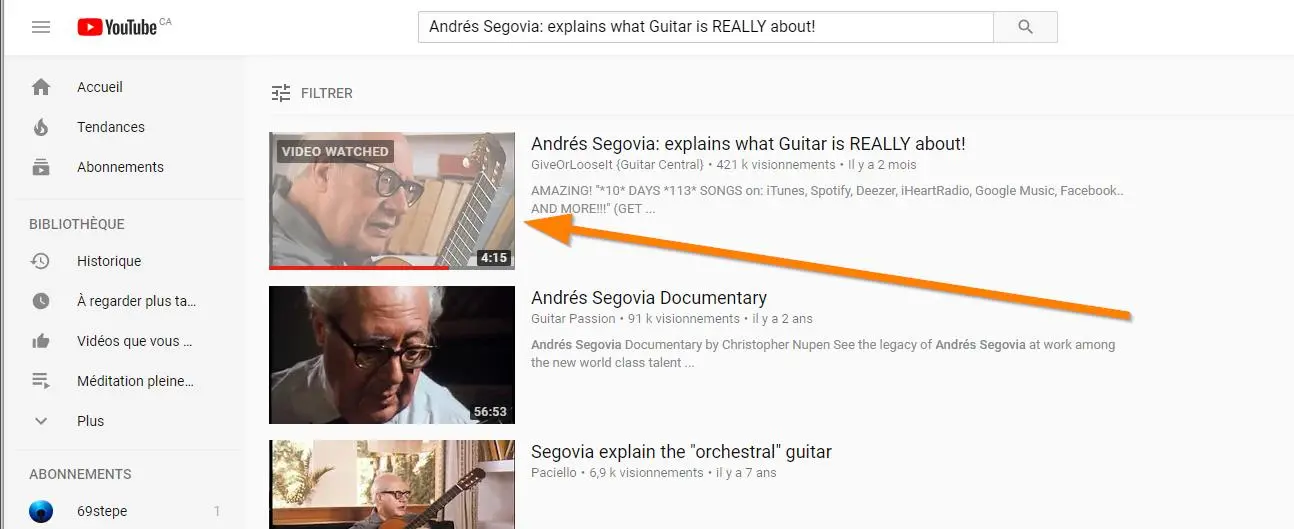 YouTube CA
Andrés Segovia: explains what Guitar is REALLY about!
Accueil
Tendances
Abonnements
BIBLIOTHÈQUE
Historique
À regarder plus ta...
Vidéos que vous ...
Méditation pleine...
Plus
ABONNEMENTS
69stepe 1
FILTRER
VIDEO WATCHED
4:15
Andrés Segovia: explains what Guitar is REALLY about!
GiveOrLooseIt {Guitar Central} • 421 k visionnements • Il y a 2 mois
AMAZING! "*10* DAYS *113* SONGS on: iTunes, Spotify, Deezer, iHeartRadio, Google Music, Facebook..
AND MORE!!!" (GET ...
56:53
Andrés Segovia Documentary
Guitar Passion • 91 k visionnements • il y a 2 ans
Andrés Segovia Documentary by Christopher Nupen See the legacy of Andrés Segovia at work among
the new world class talent ...
Segovia explain the "orchestral" guitar
Paciello • 6,9 k visionnements • il y a 7 ans